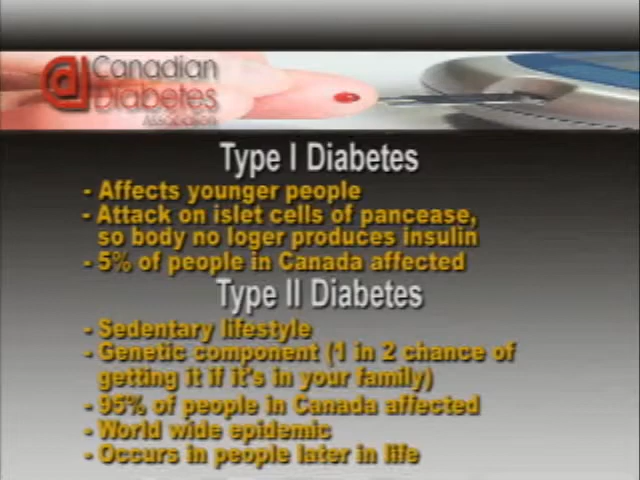 Canadian
Diabetes
ASSOCIATION
Type I Diabetes
- Affects younger people
- Attack on islet cells of pancease,
so body no loger produces insulin
- 5% of people in Canada affected
Type II Diabetes
- Sedentary lifestyle
- Genetic component (1 in 2 chance of
getting it if it's in your family)
- 95% of people in Canada affected
- World wide epidemic
- Occurs in people later in life